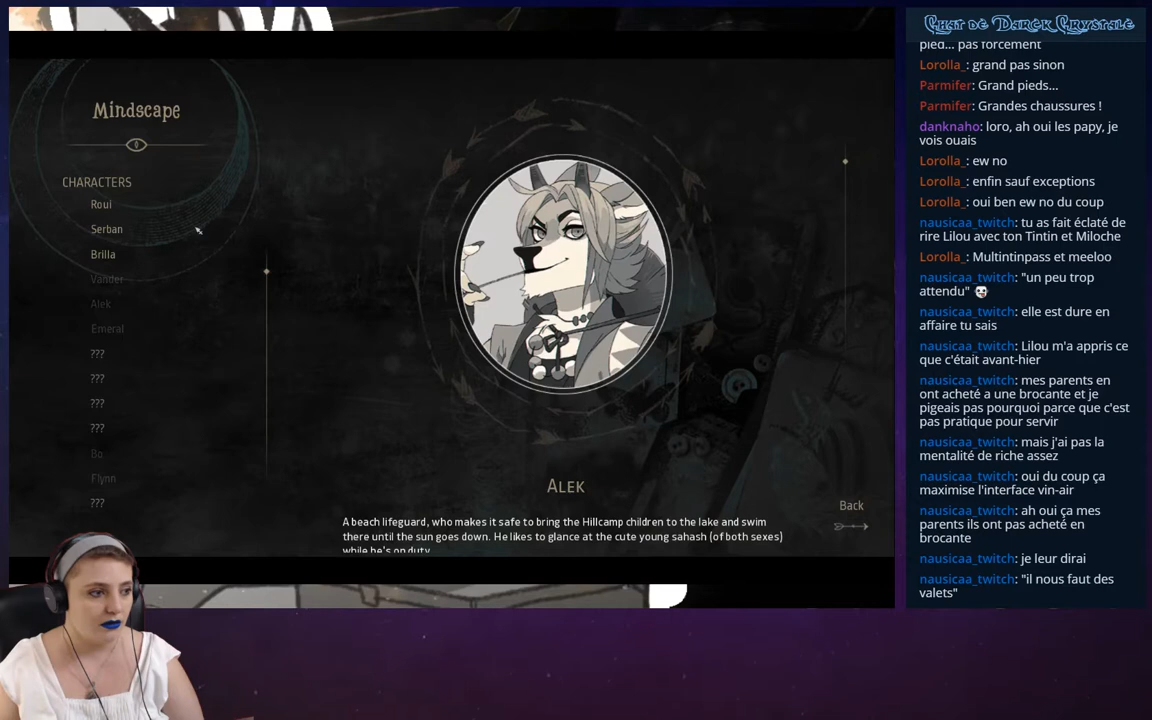 Mindscape
CHARACTERS
Roui
Serban
Brilla
Vander
Alek
Emeral
???
???
???
???
Bo
Flynn
???
ALEK
A beach lifeguard, who makes it safe to bring the Hillcamp children to the lake and swim
there until the sun goes down. He likes to glance at the cute young sahash (of both sexes)
while he's on duty.
Back
Chat de Darck Crystale
pied... pas forcement
Lorolla_: grand pas sinon
Parmifer: Grand pieds...
Parmifer: Grandes chaussures !
danknaho: loro, ah oui les papy, je
vois ouais
Lorolla_: ew no
Lorolla_: enfin sauf exceptions
Lorolla_: oui ben ew no du coup
nausicaa_twitch: tu as fait éclaté de
rire Lilou avec ton Tintin et Miloche
Lorolla_: Multintinpass et meeloo
nausicaa_twitch: "un peu trop
attendu"
nausicaa_twitch: elle est dure en
affaire tu sais
nausicaa_twitch: Lilou m'a appris ce
que c'était avant-hier
nausicaa_twitch: mes parents en
ont acheté a une brocante et je
pigeais pas pourquoi parce que c'est
pas pratique pour servir
nausicaa_twitch: mais j'ai pas la
mentalité de riche assez
nausicaa_twitch: oui du coup ça
maximise l'interface vin-air
nausicaa_twitch: ah oui ça mes
parents ils ont pas acheté en
brocante
nausicaa_twitch: je leur dirai
nausicaa_twitch: "il nous faut des
valets"